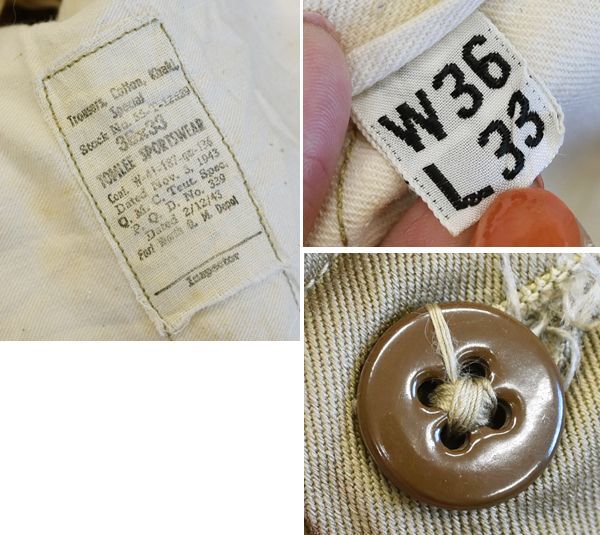 Trousers, Cotton, Khaki,
Special
Stock No.
36X33
SPORTSWEAR
Dated Nov. 3, 1943
Q. M. C. Tent Spec.
P. Q. D. No. 329
Dated 2/12/43
Fort Worth Q. M. Depot
Inspector
W36
L33